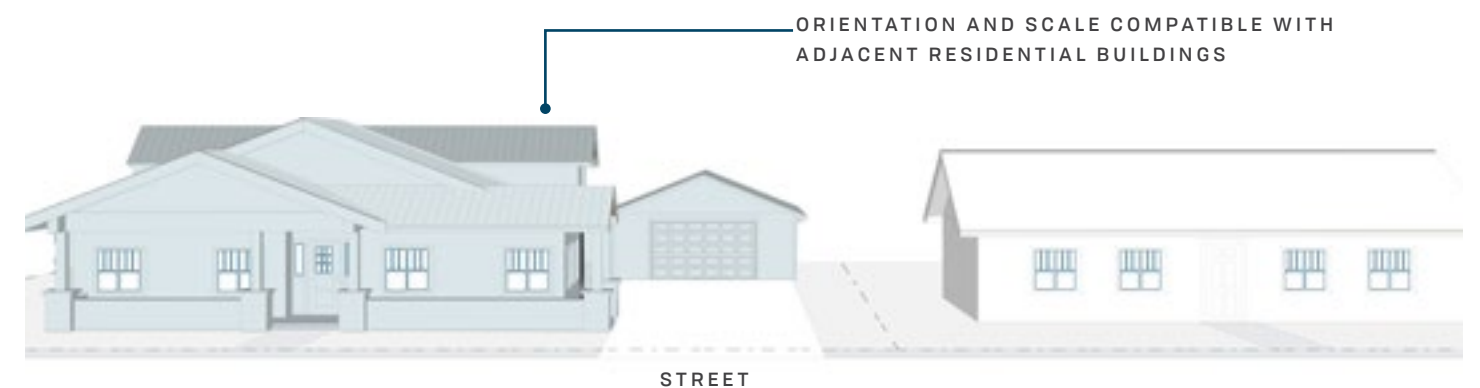 ORIENTATION AND SCALE COMPATIBLE WITH
ADJACENT RESIDENTIAL BUILDINGS
STREET